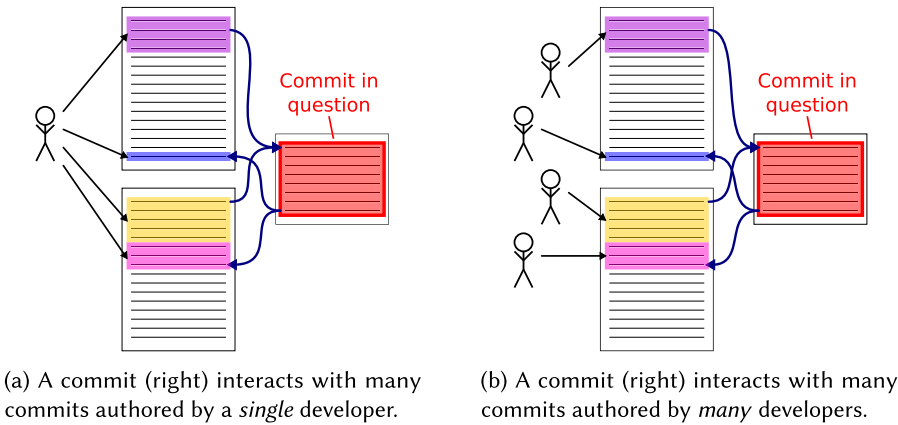 Commit in
question
Commit in
question
(a) A commit (right) interacts with many
commits authored by a single developer.
(b) A commit (right) interacts with many
commits authored by many developers.